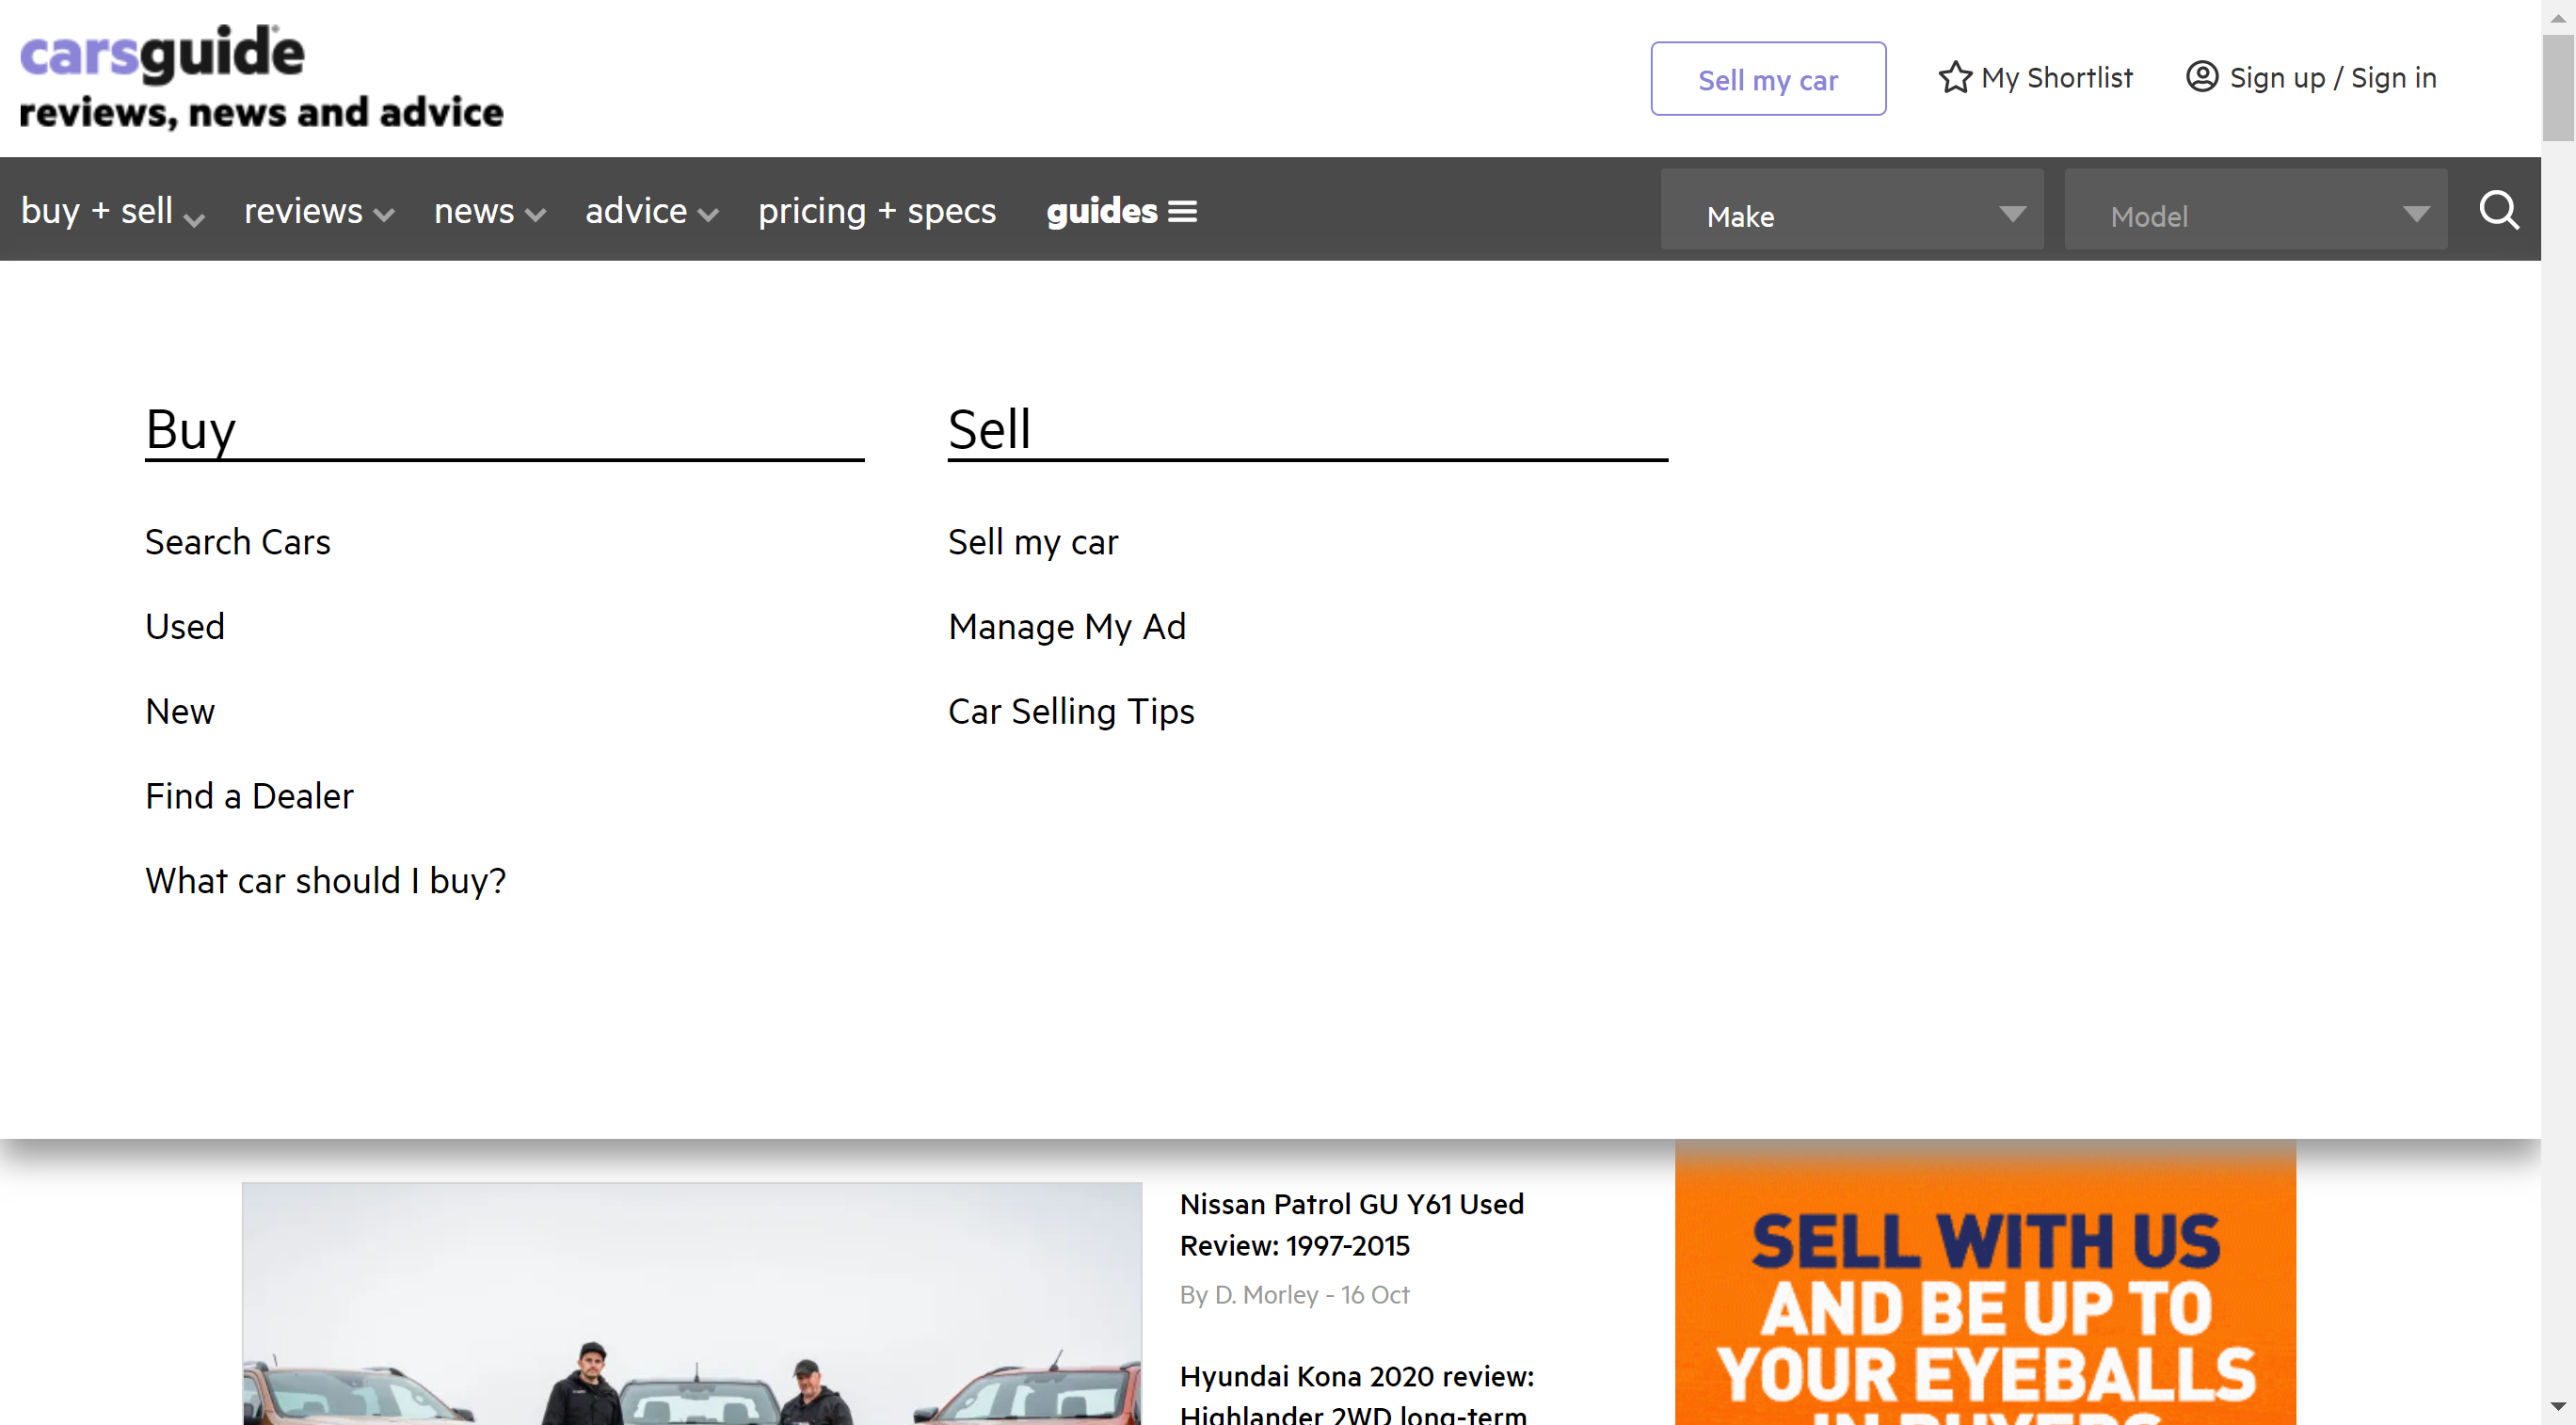 carsguide
reviews, news and advice
Sell my car
My Shortlist
Sign up / Sign in
buy + sell
reviews
news
advice
pricing + specs
guides
Make
Model
Buy
Search Cars
Used
New
Find a Dealer
What car should I buy?
Sell
Sell my car
Manage My Ad
Car Selling Tips
Nissan Patrol GU Y61 Used
Review: 1997-2015
By D. Morley - 16 Oct
Hyundai Kona 2020 review:
Highlander 2WD long-term
SELL WITH US
AND BE UP TO
YOUR EYEBALLS
IN BUYERS